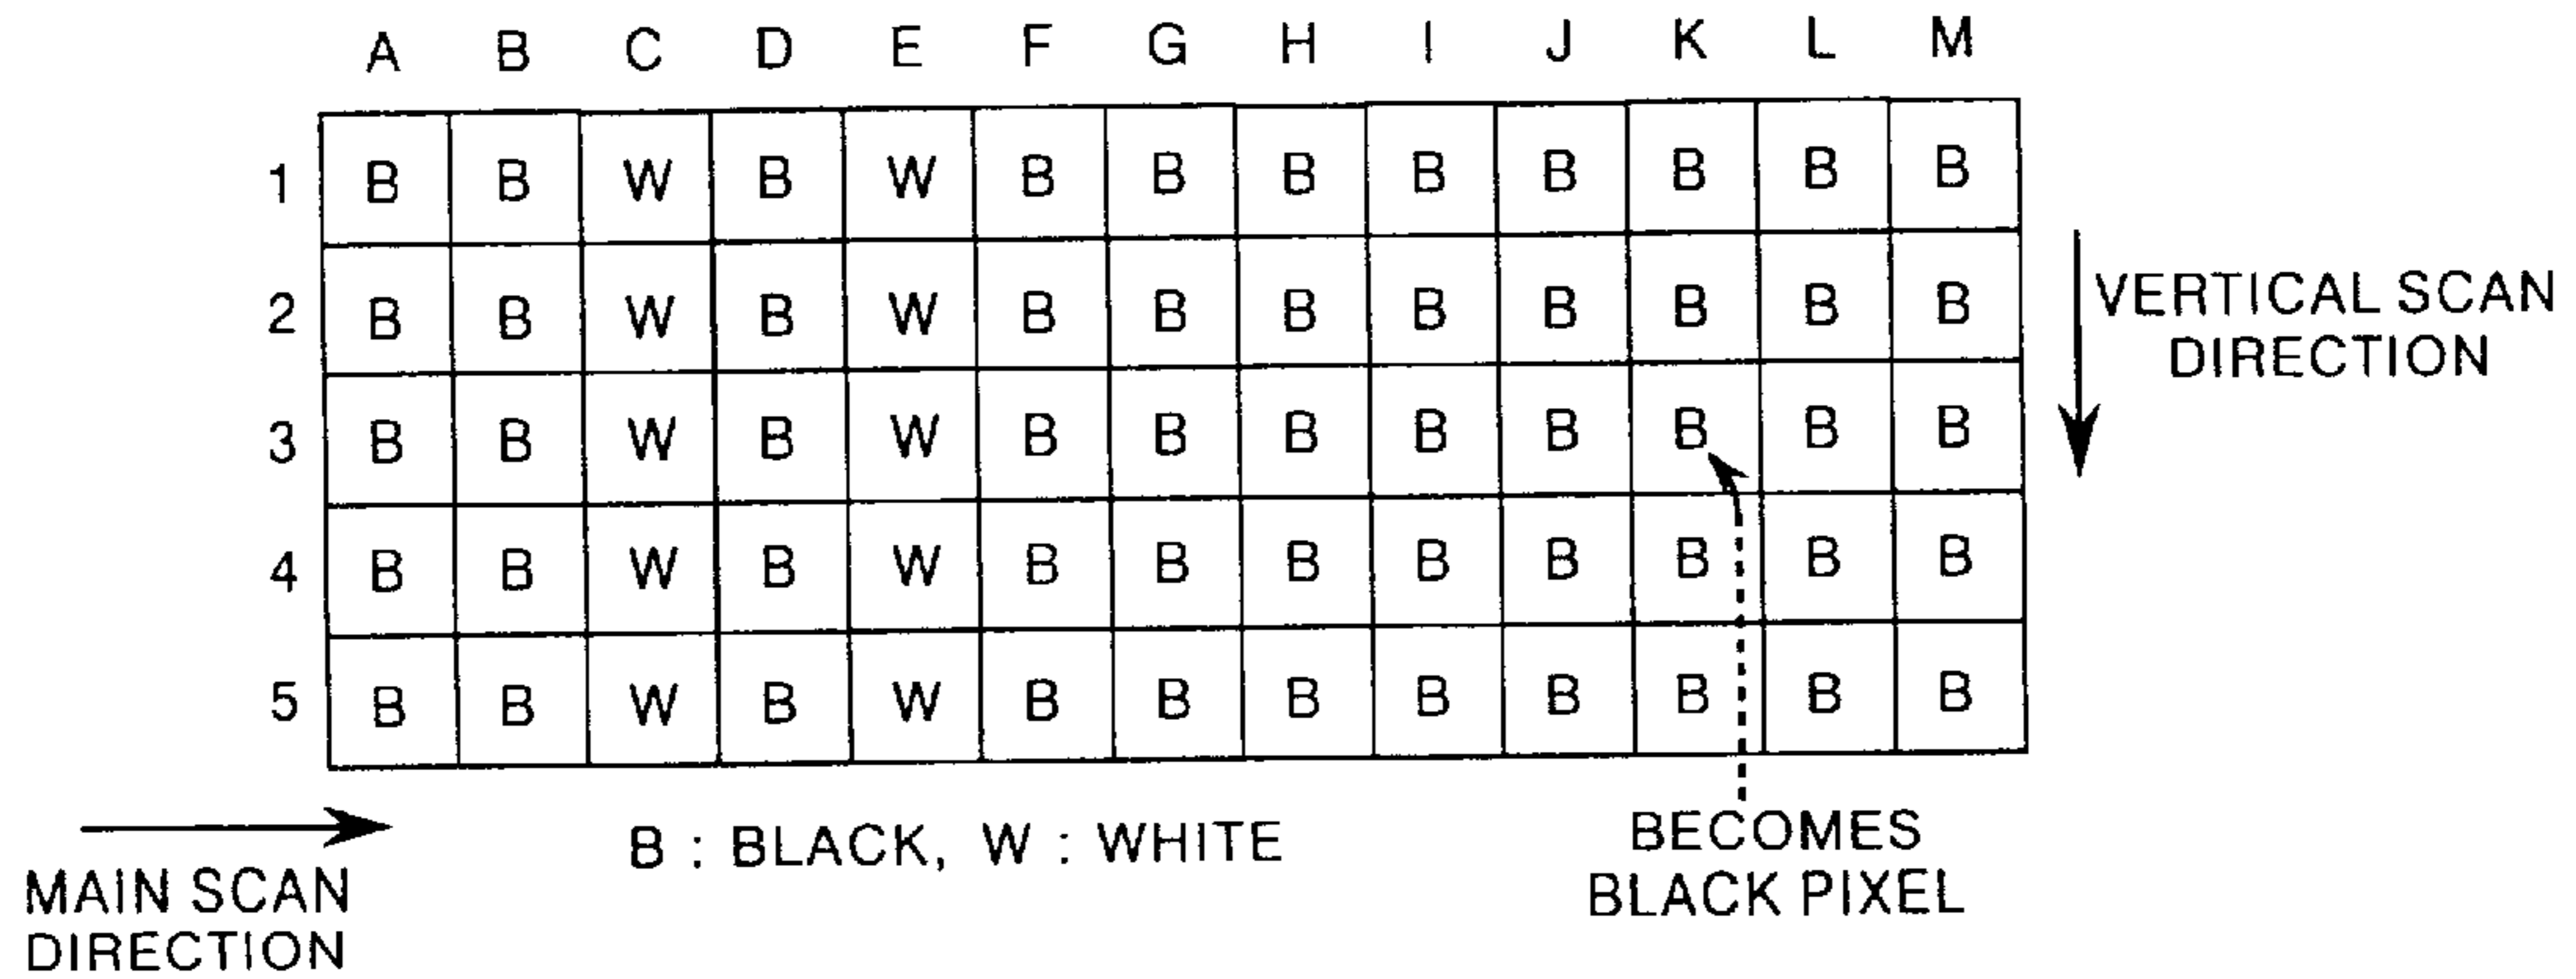 A B C D E F G H I J K L M
1 B B W B W B B B B B B B B
2 B B W B W B B B B B B B B
3 B B W B W B B B B B B B B
4 B B W B W B B B B B B B B
5 B B W B W B B B B B B B B
VERTICAL SCAN
DIRECTION
MAIN SCAN
DIRECTION
B : BLACK, W : WHITE
BECOMES
BLACK PIXEL